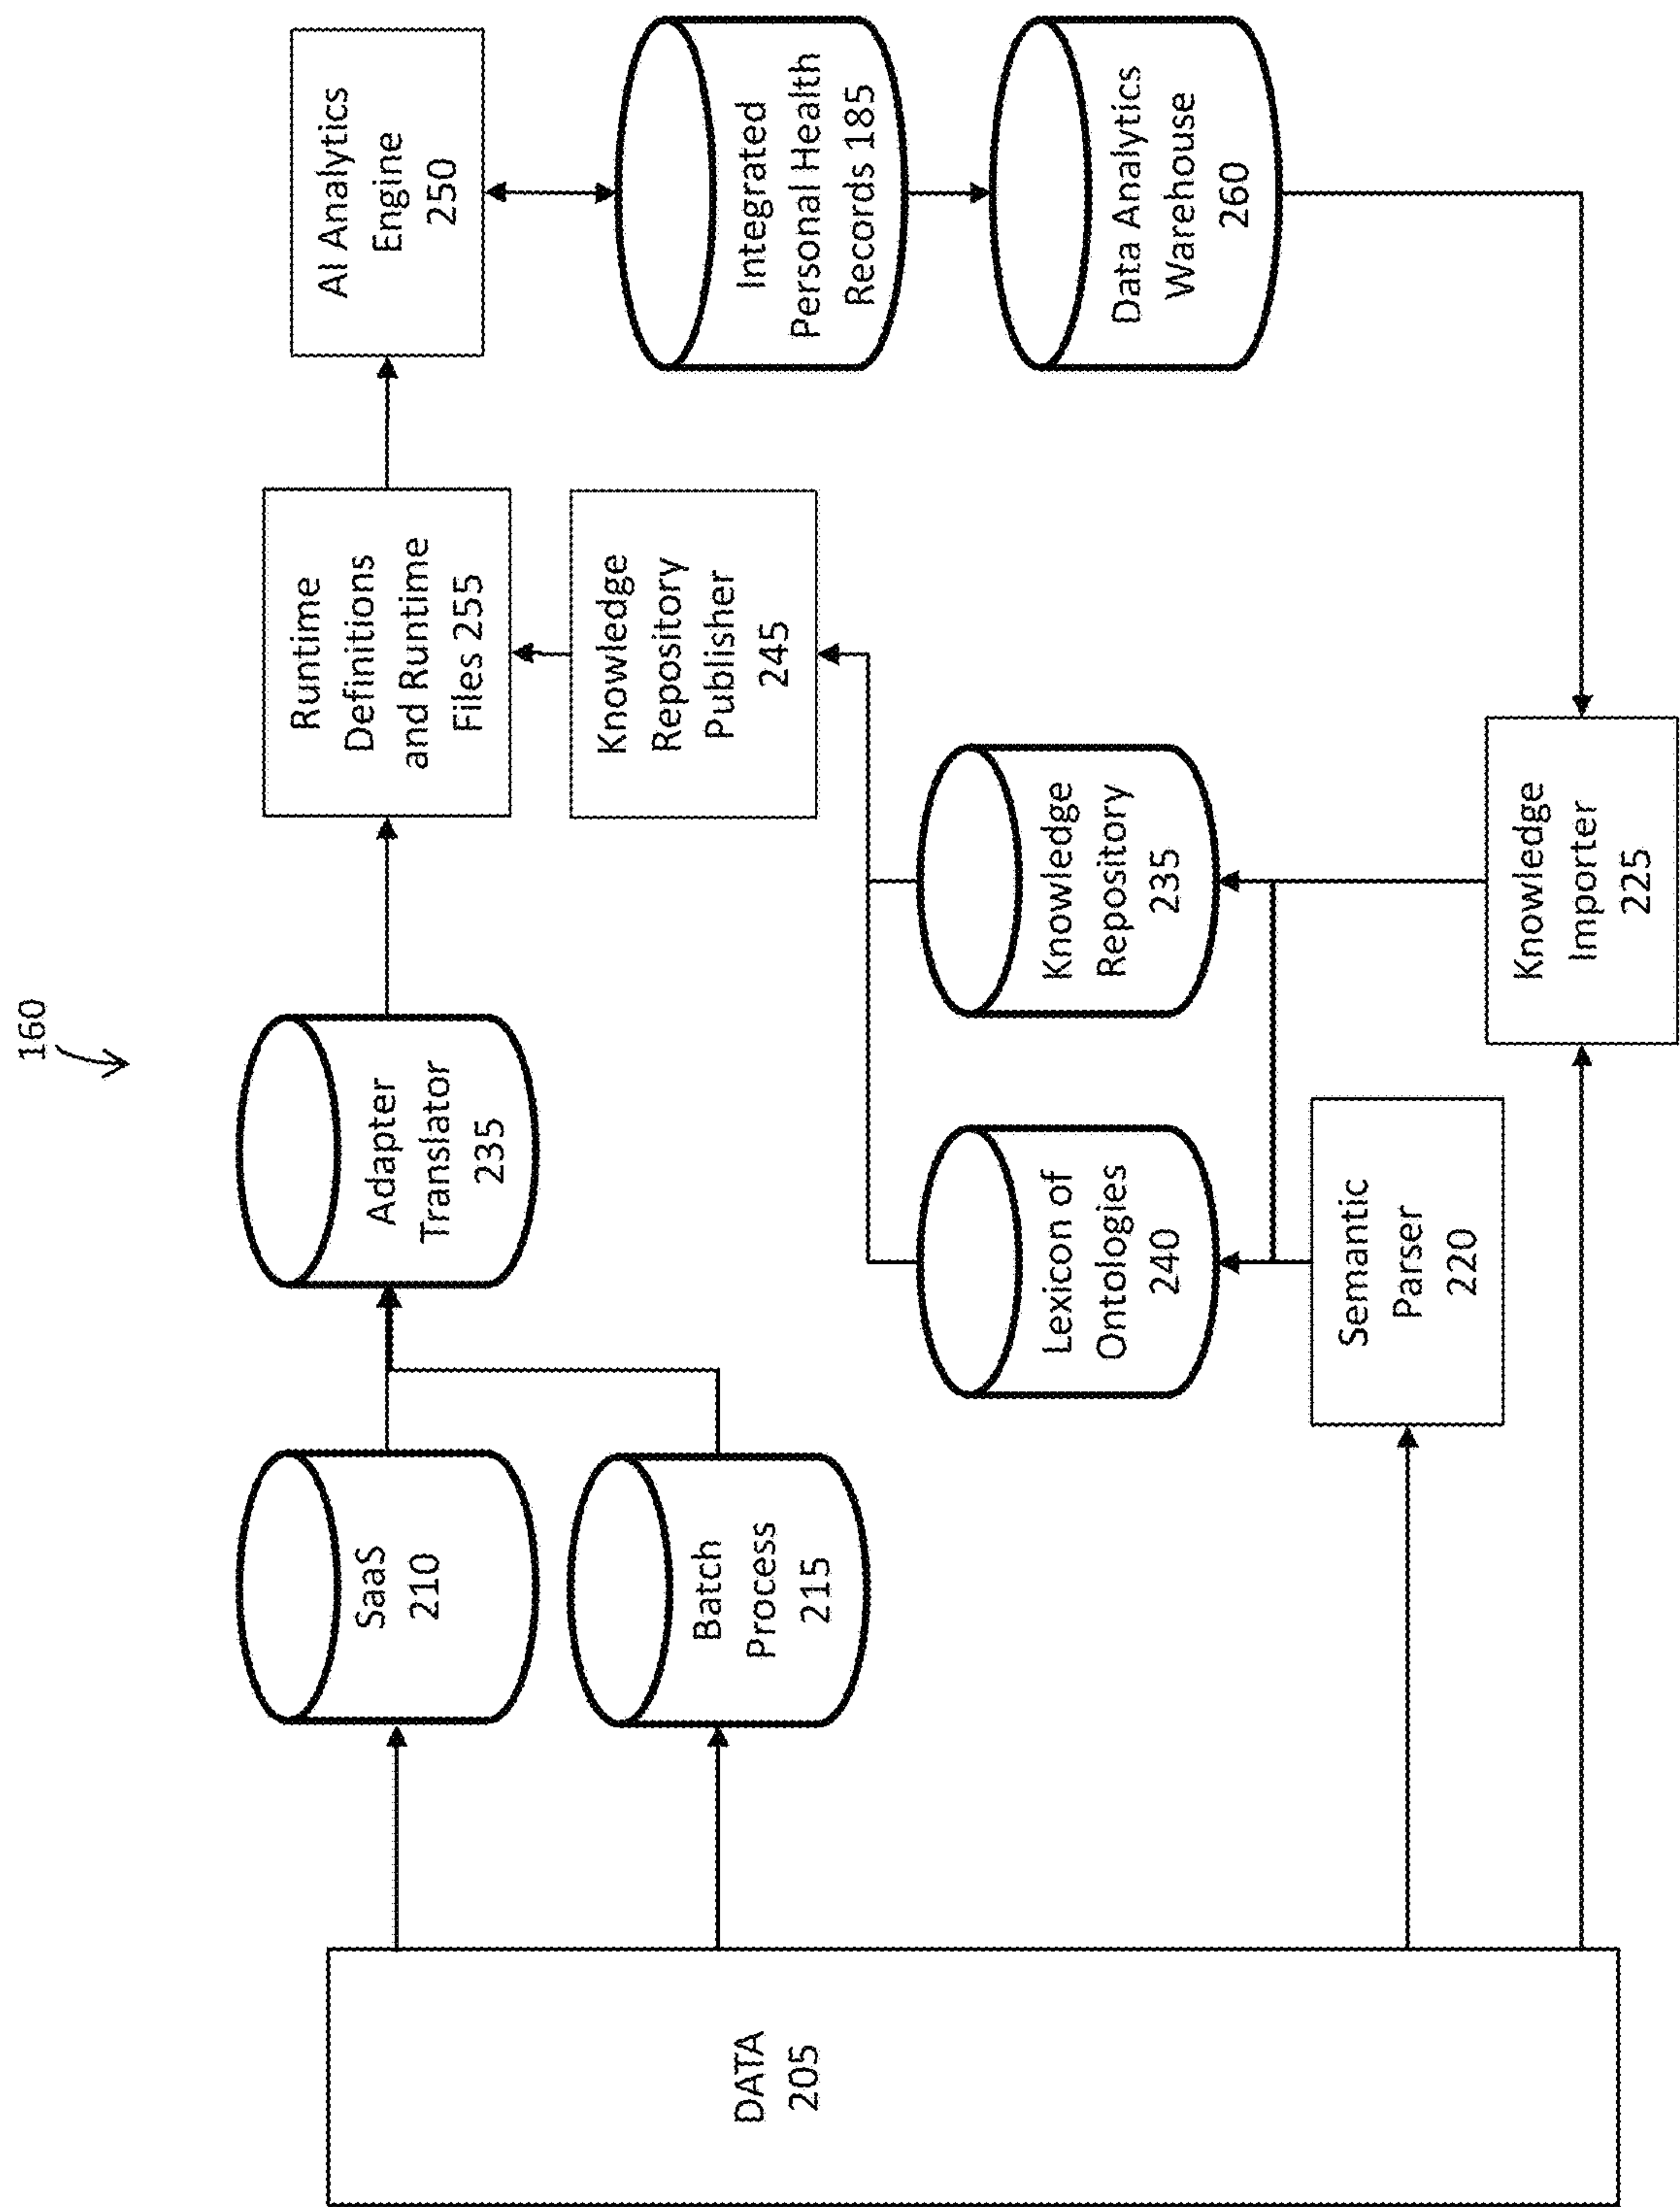 160
DATA
205
SaaS
210
Batch
Process
215
Adapter
Translator
235
Runtime
Definitions
and Runtime
Files 255
AI Analytics
Engine
250
Knowledge
Repository
Publisher
245
Integrated
Personal Health
Records 185
Lexicon of
Ontologies
240
Knowledge
Repository
235
Data Analytics
Warehouse
260
Semantic
Parser
220
Knowledge
Importer
225